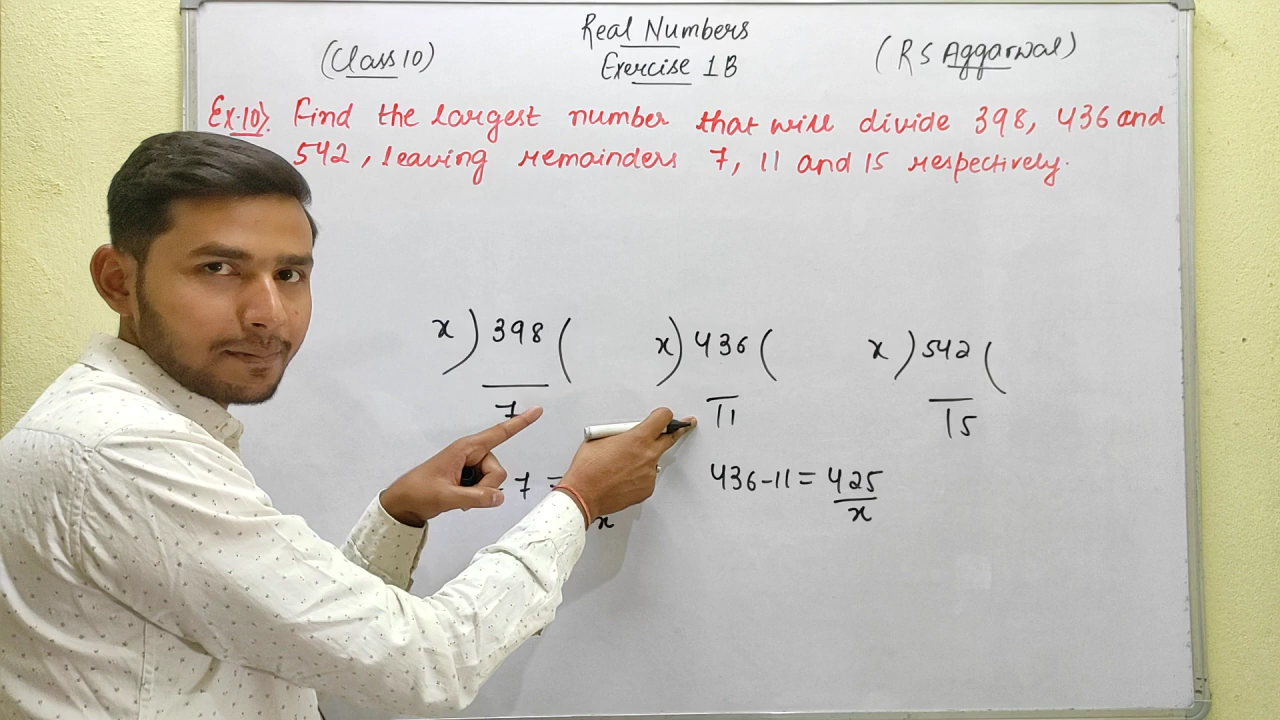 (Class 10)
Real Numbers
Exercise 1B
(RS Aggarwal)
Ex.10). Find the largest number that will divide 398, 436 and
542, leaving remainders 7, 11 and 15 respectively.
x ) 398 (
7
x ) 436 (
11
x ) 542 (
15
- 7 =
x
436-11 = 425
x